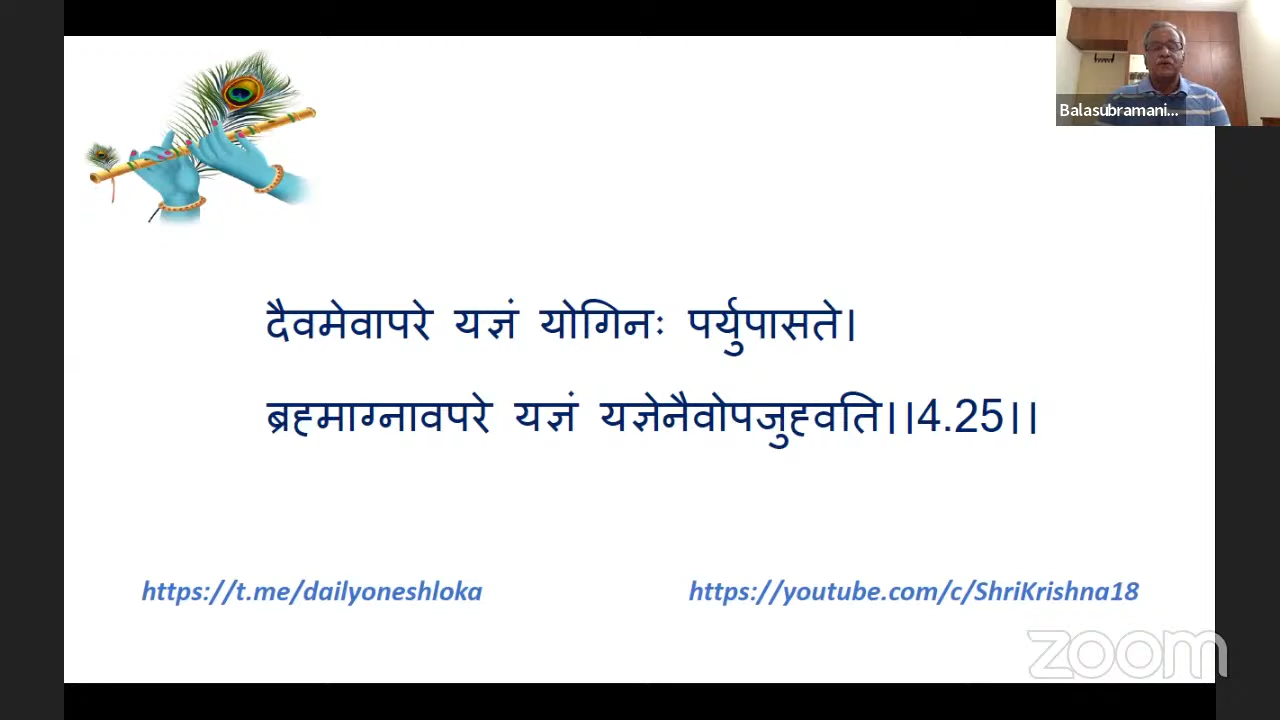 Balasubramani...
दैवमेवापरे यज्ञं योगिनः पर्युपासते।
ब्रह्माग्नावपरे यज्ञं यज्ञेनैवोपजुह्वति।।4.25।।
https://t.me/dailyoneshloka https://youtube.com/c/ShriKrishna18
zoom